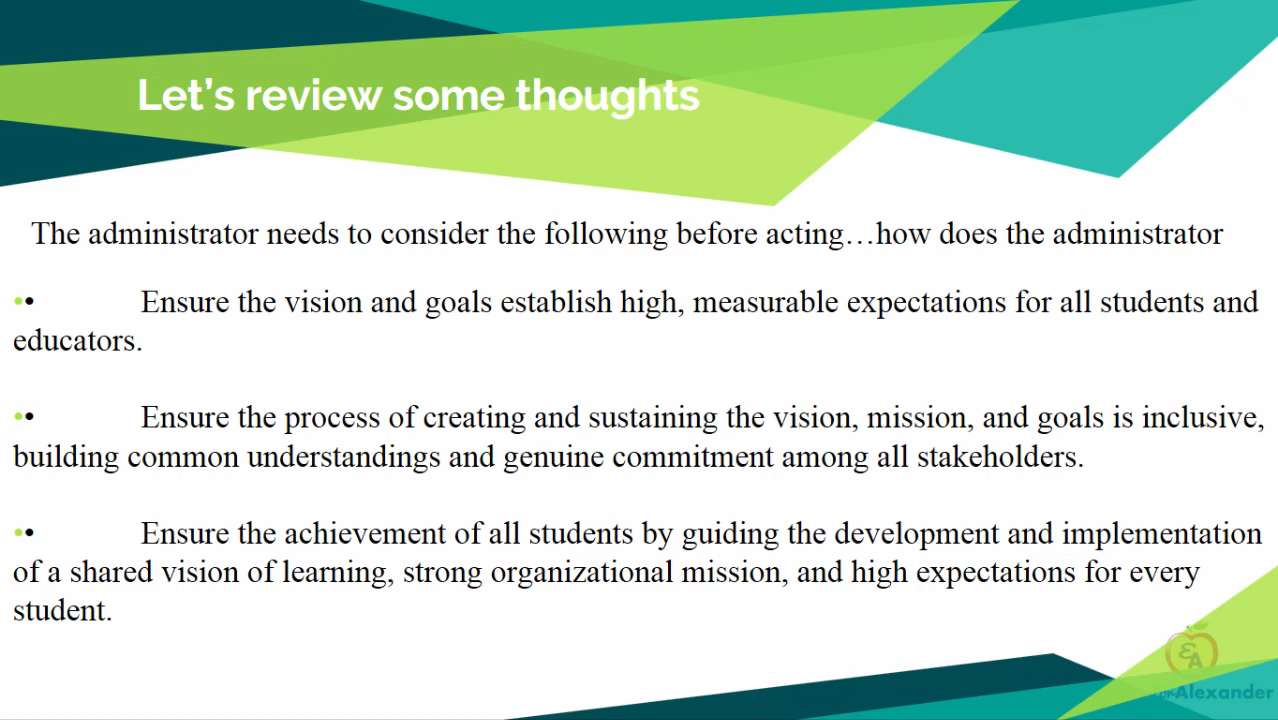 Let's review some thoughts
The administrator needs to consider the following before acting…how does the administrator
•• Ensure the vision and goals establish high, measurable expectations for all students and
educators.
•• Ensure the process of creating and sustaining the vision, mission, and goals is inclusive,
building common understandings and genuine commitment among all stakeholders.
•• Ensure the achievement of all students by guiding the development and implementation
of a shared vision of learning, strong organizational mission, and high expectations for every
student.
EA
Alexander